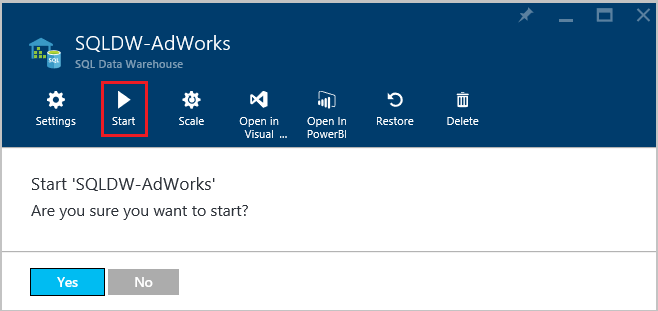 SQLDW-AdWorks
SQL Data Warehouse
SQL
Settings
Start
Scale
Open in
Visual ...
Open In
PowerBI
Restore
Delete
Start 'SQLDW-AdWorks'
Are you sure you want to start?
Yes
No